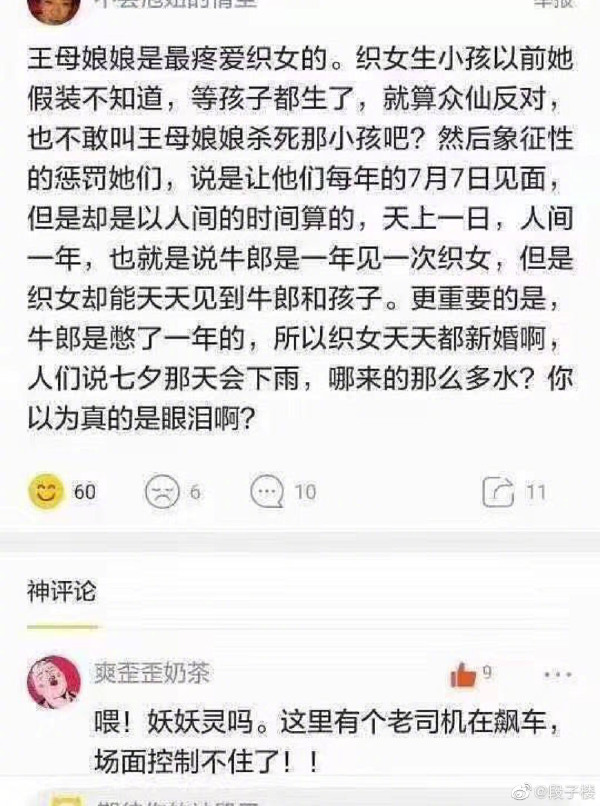 王母娘娘是最疼爱织女的。织女生小孩以前她
假装不知道，等孩子都生了，就算众仙反对，
也不敢叫王母娘娘杀死那小孩吧？然后象征性
的惩罚她们，说是让他们每年的7月7日见面，
但是却是以人间的时间算的，天上一日，人间
一年，也就是说牛郎是一年见一次织女，但是
织女却能天天见到牛郎和孩子。更重要的是，
牛郎是憋了一年的，所以织女天天都新婚啊，
人们说七夕那天会下雨，哪来的那么多水？你
以为真的是眼泪啊？
60 6 10 11
神评论
爽歪歪奶茶 9
喂！妖妖灵吗。这里有个老司机在飙车，
场面控制不住了！！
@段子楼